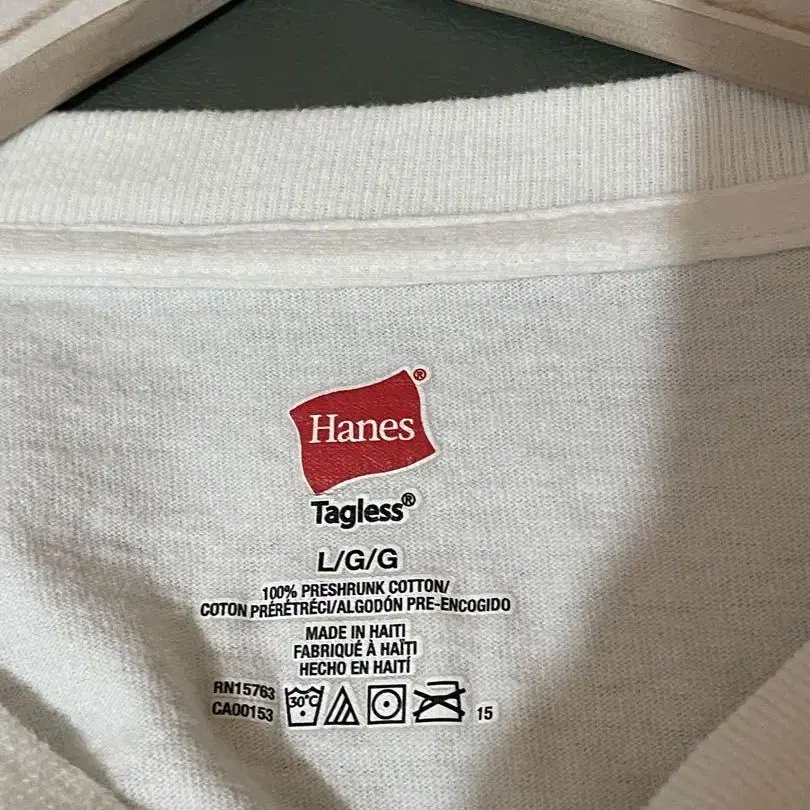 Hanes®
Tagless®
L/G/G
100% PRESHRUNK COTTON/
COTON PRÉRÉTRÉCI/ALGODÓN PRE-ENCOGIDO
MADE IN HAITI
FABRIQUÉ À HAÏTI
HECHO EN HAITÍ
RN15763
CA00153
30°C
15